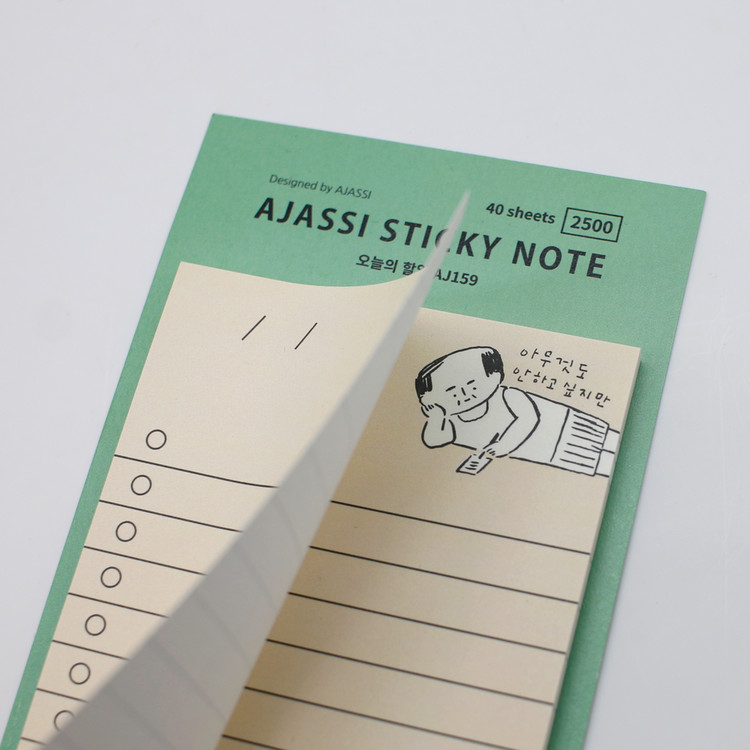 Designed by AJASSI
40 sheets 2500
AJASSI STICKY NOTE
오늘의 할 AJ159
/ /
아무것도
안하고 싶지만